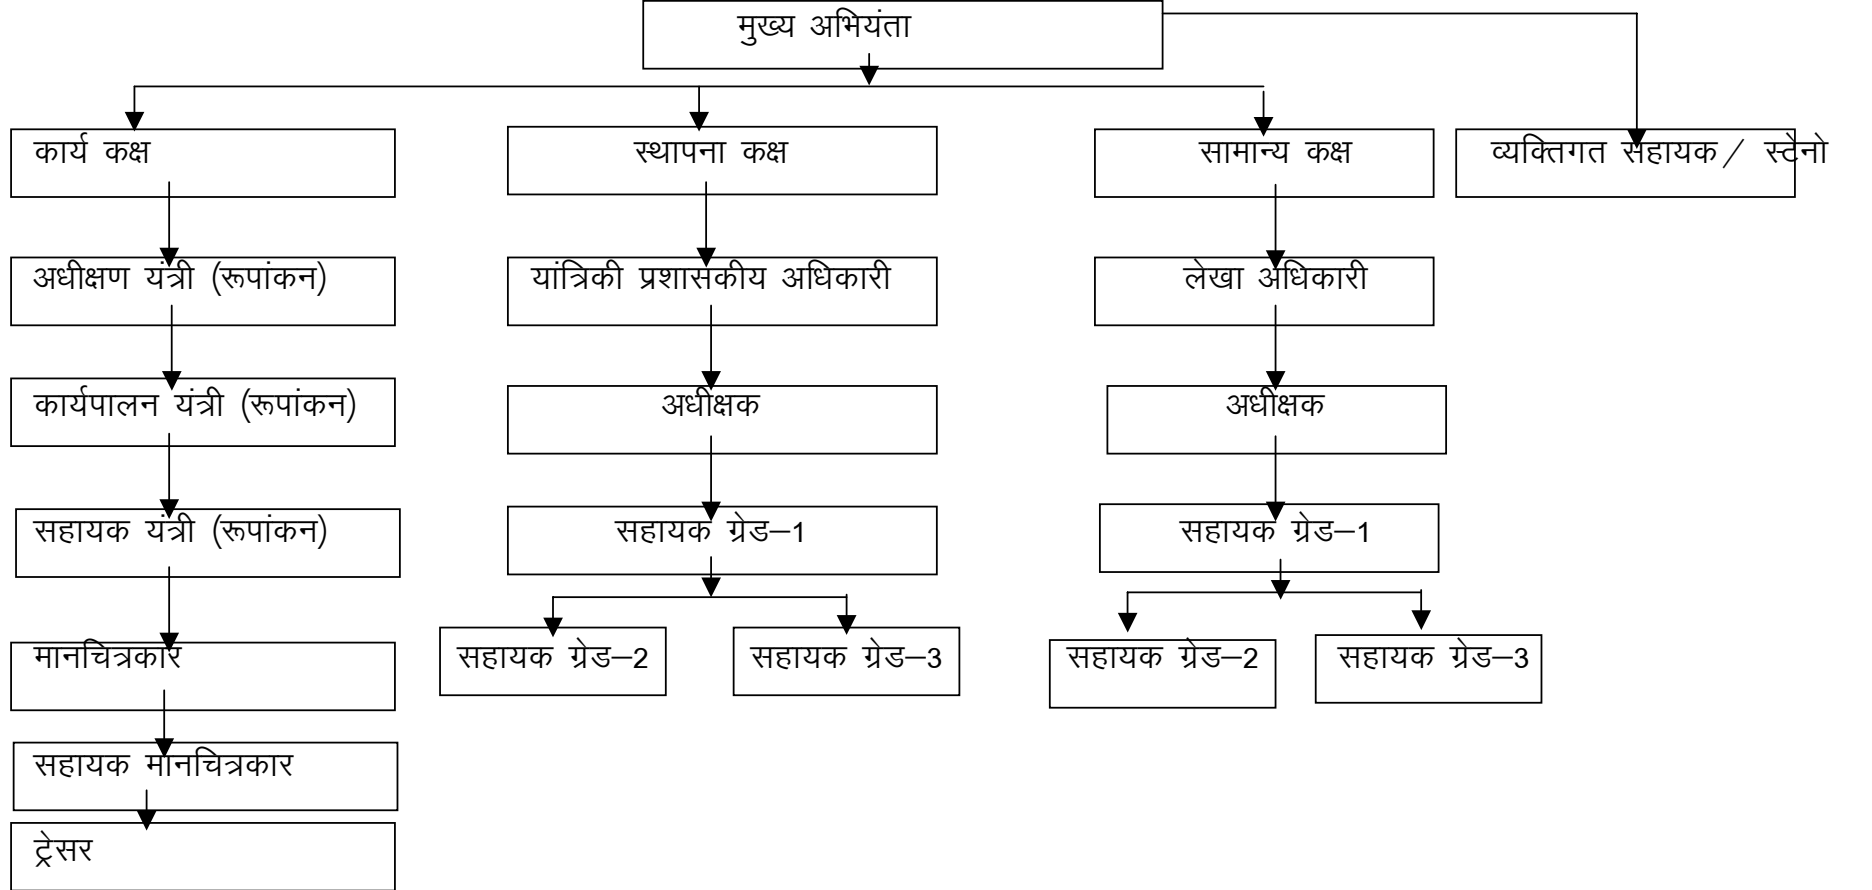 मुख्य अभियंता
कार्य कक्ष
स्थापना कक्ष
सामान्य कक्ष
व्यक्तिगत सहायक / स्टेनो
अधीक्षण यंत्री (रूपांकन)
यांत्रिकी प्रशासकीय अधिकारी
लेखा अधिकारी
कार्यपालन यंत्री (रूपांकन)
अधीक्षक
अधीक्षक
सहायक यंत्री (रूपांकन)
सहायक ग्रेड–1
सहायक ग्रेड–1
मानचित्रकार
सहायक ग्रेड–2
सहायक ग्रेड–3
सहायक ग्रेड–2
सहायक ग्रेड–3
सहायक मानचित्रकार
ट्रेसर